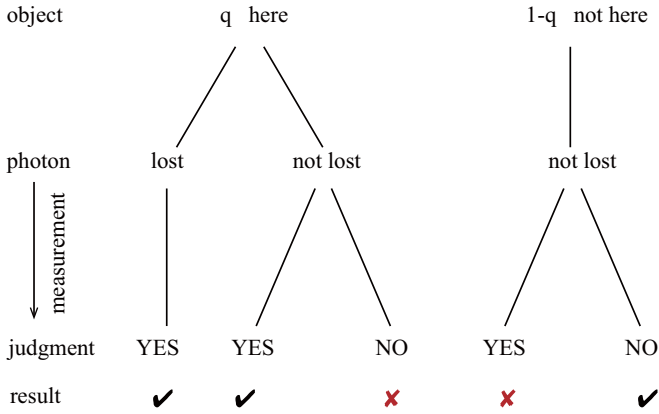 object q here 1-q not here
photon lost not lost not lost
measurement
judgment YES YES NO YES NO
result ✔ ✔ ✘ ✘ ✔